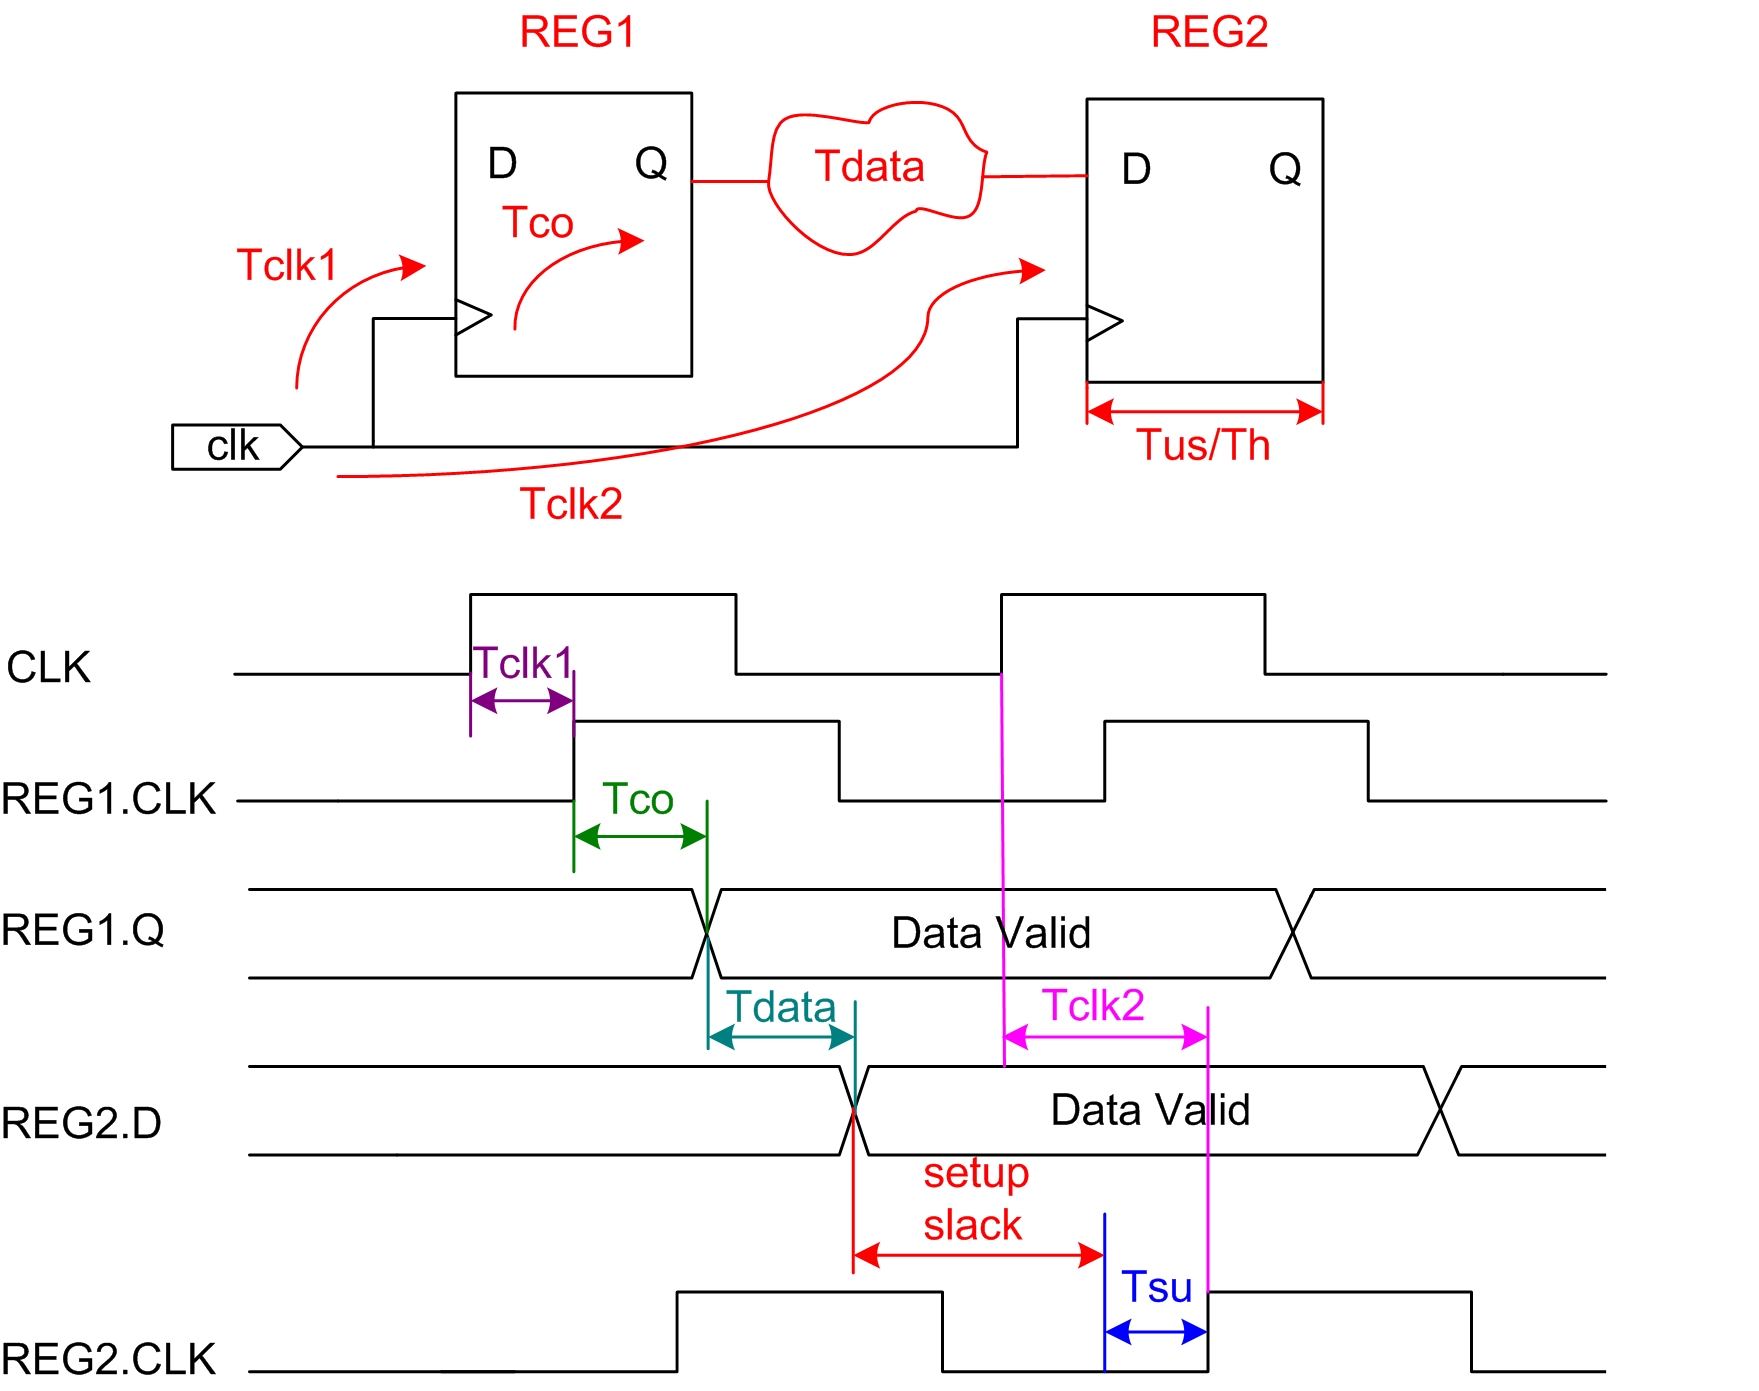 REG1
REG2
D
Q
Tdata
D
Q
Tco
Tclk1
clk
Tus/Th
Tclk2
CLK
Tclk1
REG1.CLK
Tco
REG1.Q
Data Valid
Tdata
Tclk2
REG2.D
Data Valid
setup
slack
Tsu
REG2.CLK